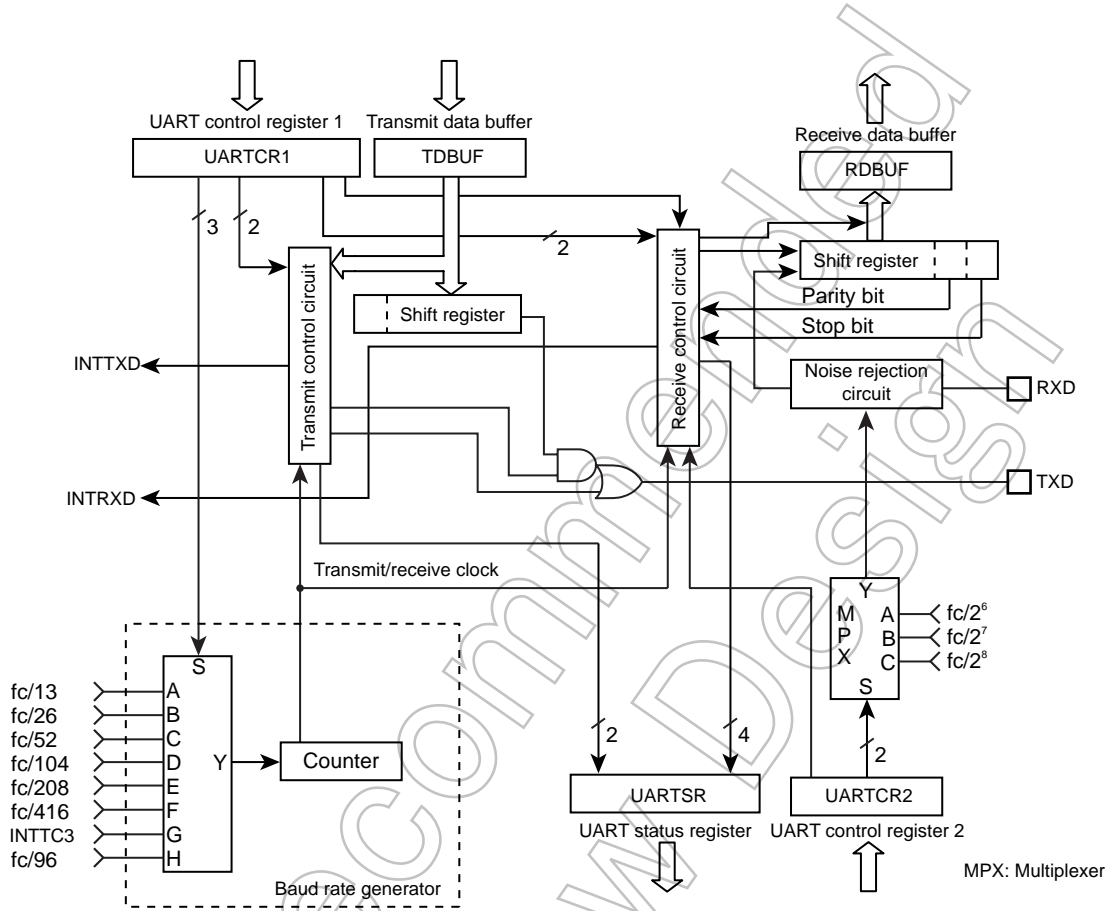 UART control register 1
Transmit data buffer
Receive data buffer
UARTCR1
TDBUF
RDBUF
3
2
2
Transmit control circuit
Receive control circuit
Shift register
Shift register
Parity bit
Stop bit
INTTXD
Noise rejection
circuit
RXD
INTRXD
TXD
Transmit/receive clock
Y
M
P
X
A
B
C
S
fc/2⁶
fc/2⁷
fc/2⁸
S
fc/13
A
fc/26
B
fc/52
C
fc/104
D
Y
Counter
fc/208
E
fc/416
F
INTTC3
G
fc/96
H
2
4
2
UARTSR
UARTCR2
UART status register
UART control register 2
Baud rate generator
MPX: Multiplexer
ecommended
w Design